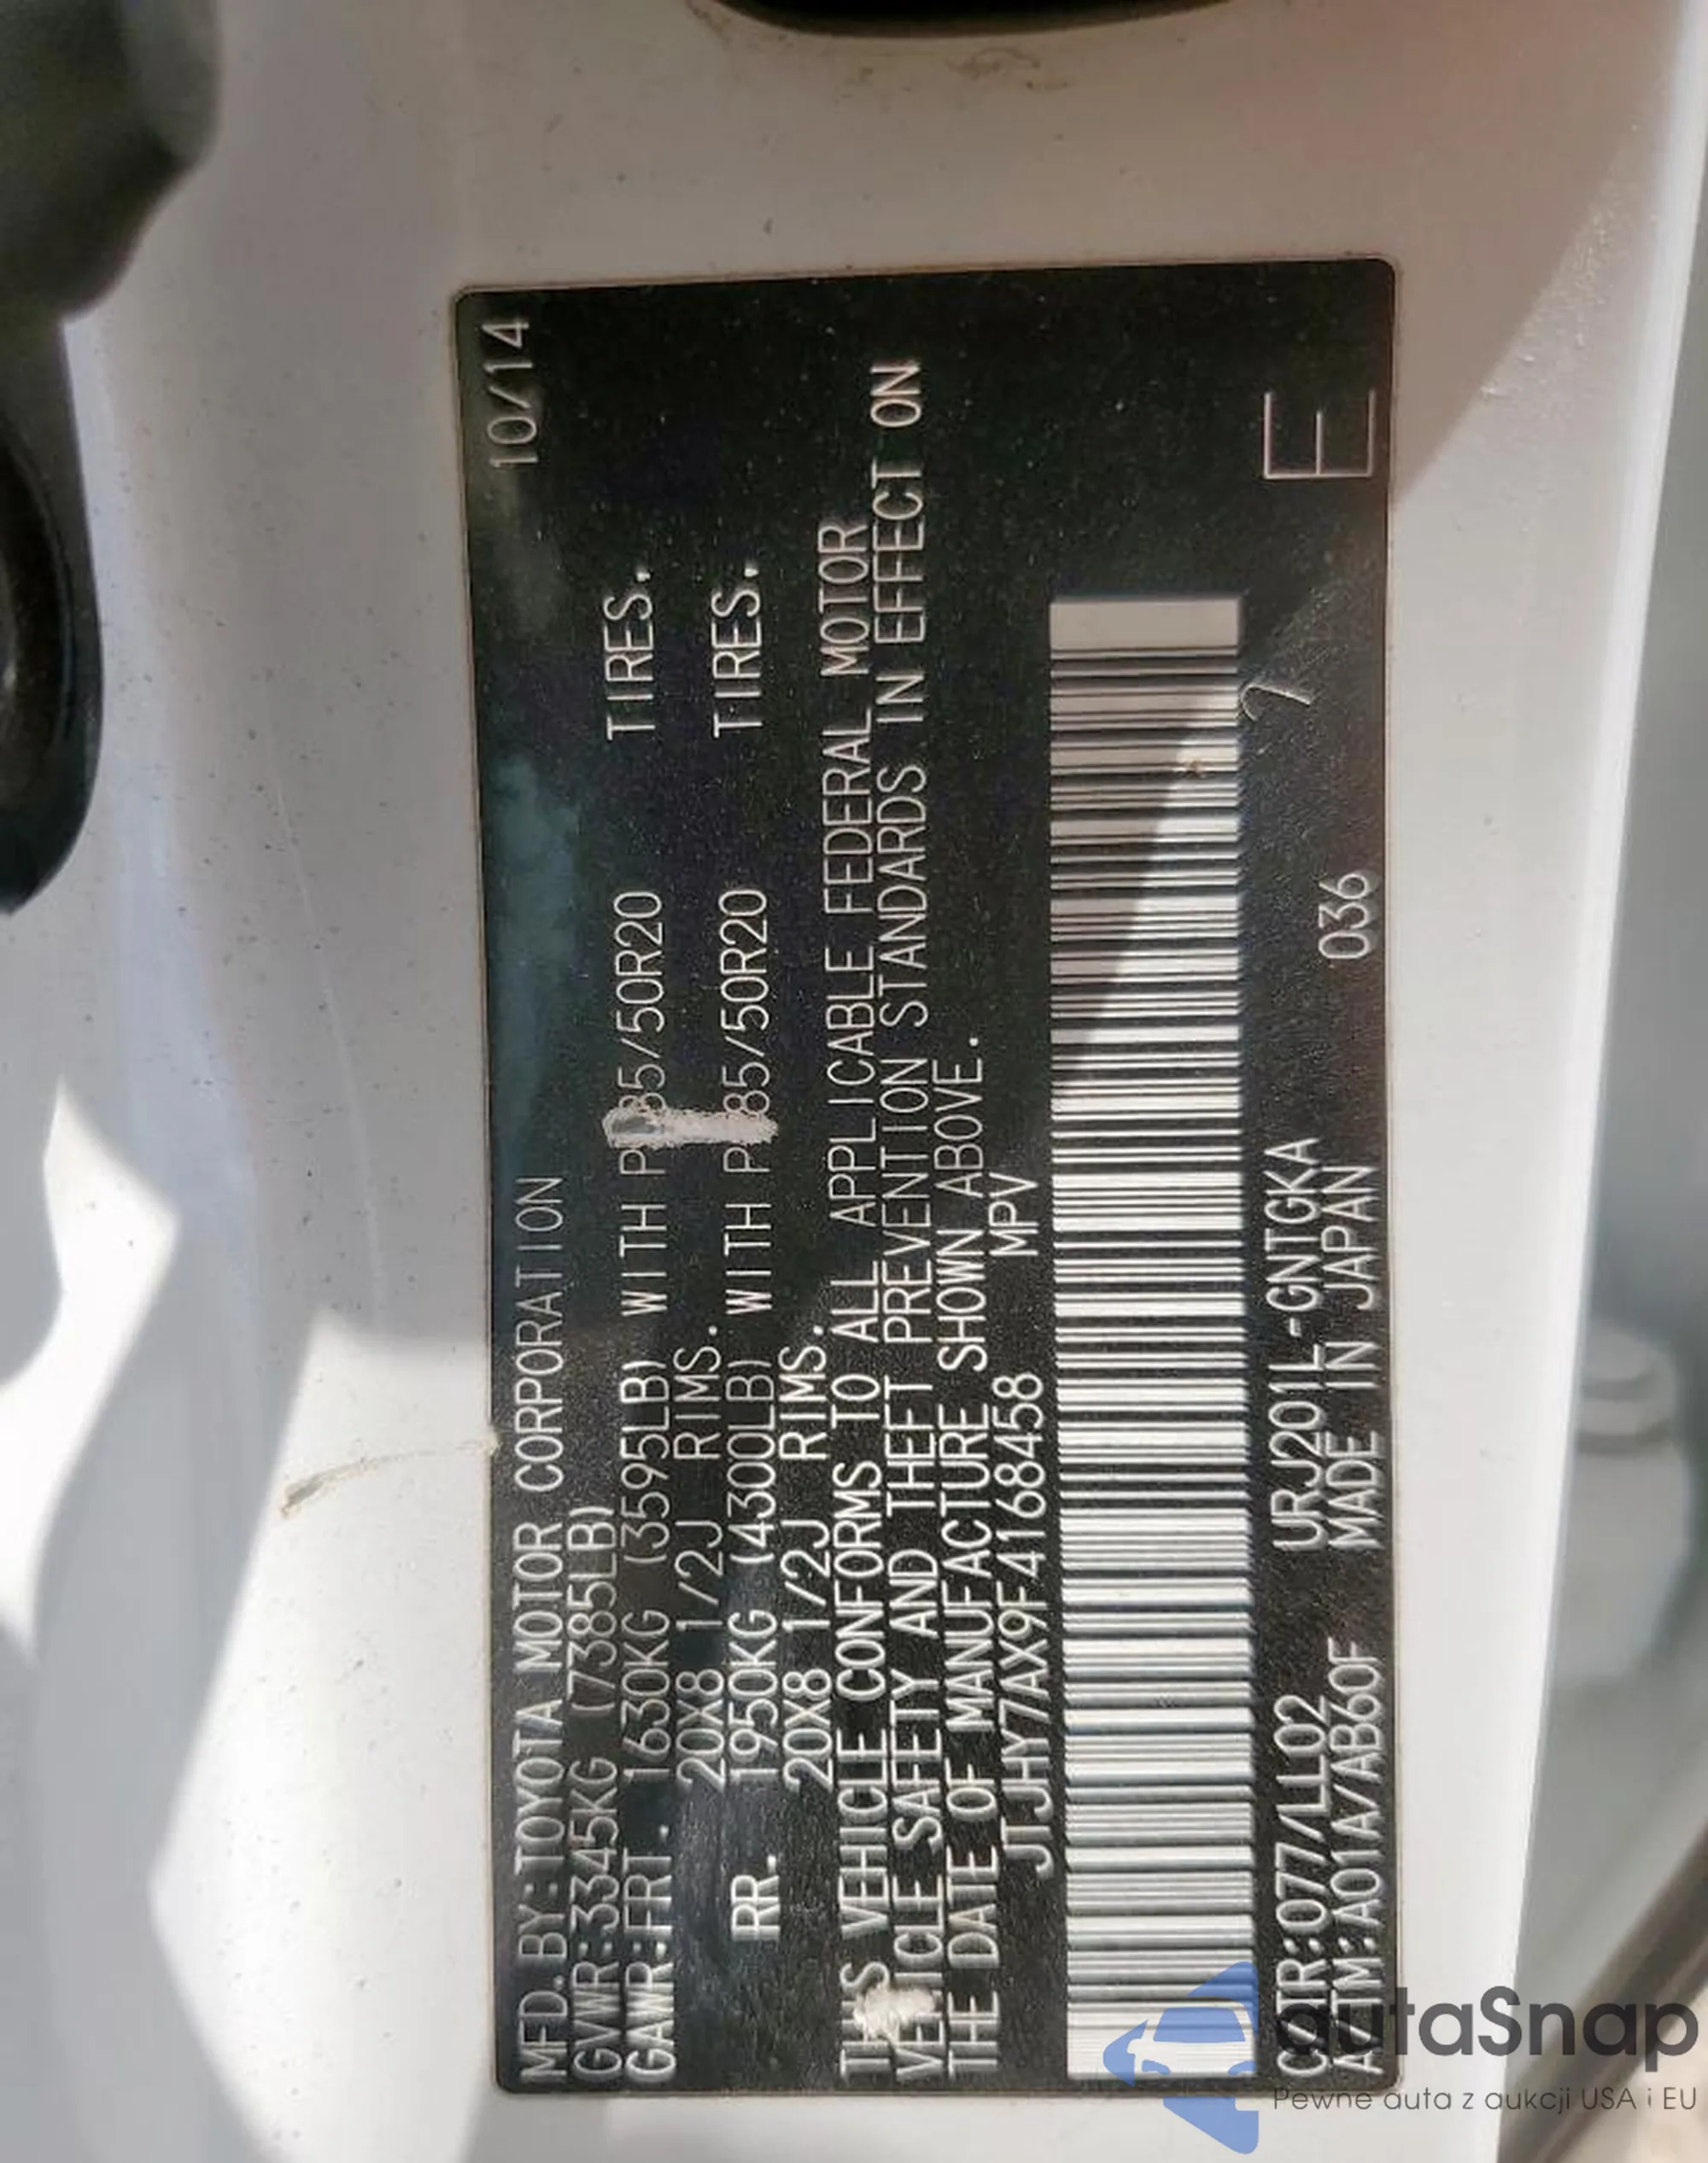 MFD.BY:TOYOTA MOTOR CORPORATION 10/14
GVWR:3345KG (7385LB)
GAWR:FRT. 1630KG (3595LB) WITH P 85/50R20 TIRES.
20X8 1/2J RIMS.
RR. 1950KG (4300LB) WITH P 85/50R20 TIRES.
20X8 1/2J RIMS.
THIS VEHICLE CONFORMS TO ALL APPLICABLE FEDERAL MOTOR
VEHICLE SAFETY AND THEFT PREVENTION STANDARDS IN EFFECT ON
THE DATE OF MANUFACTURE SHOWN ABOVE.
JTJHY7AX9F4168458 MPV
C/TR:077/LL02 URJ201L-GNTGKA
A/TM:A01A/AB60F MADE IN JAPAN 036 E
autaSnap
Pewne auta z aukcji USA i EU